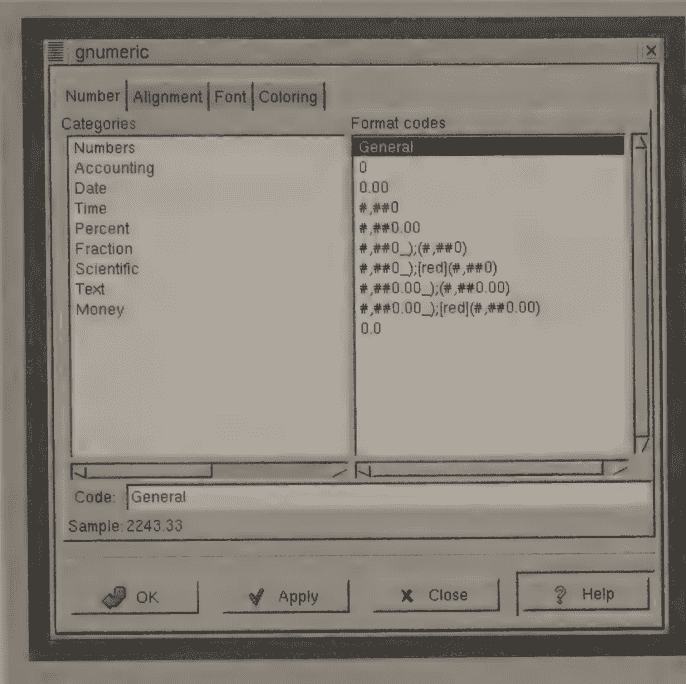 gnumeric
Number Alignment Font Coloring
Categories
Numbers
Accounting
Date
Time
Percent
Fraction
Scientific
Text
Money
Format codes
General
0
0.00
#,##0
#,##0.00
#,##0_);(#,##0)
#,##0_);[red](#,##0)
#,##0.00_);(#,##0.00)
#,##0.00_);[red](#,##0.00)
0.0
Code: General
Sample: 2243.33
OK Apply Close Help